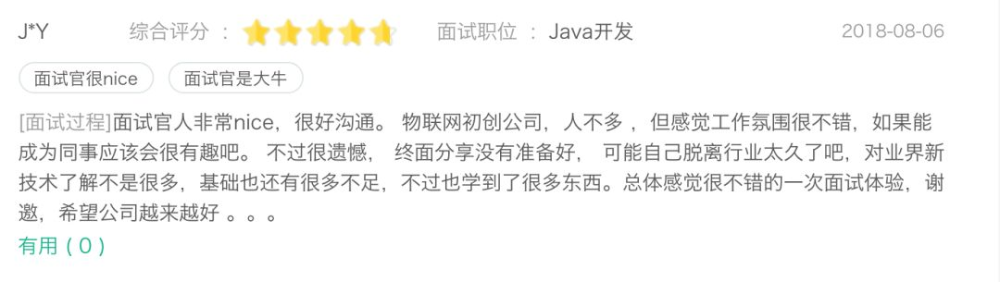 J*Y 综合评分 ： 面试职位 ： Java开发 2018-08-06
面试官很nice 面试官是大牛
[面试过程]面试官人非常nice，很好沟通。 物联网初创公司，人不多 ，但感觉工作氛围很不错，如果能
成为同事应该会很有趣吧。 不过很遗憾， 终面分享没有准备好， 可能自己脱离行业太久了吧，对业界新
技术了解不是很多，基础也还有很多不足，不过也学到了很多东西。总体感觉很不错的一次面试体验，谢
邀，希望公司越来越好 。。。
有用 ( 0 )